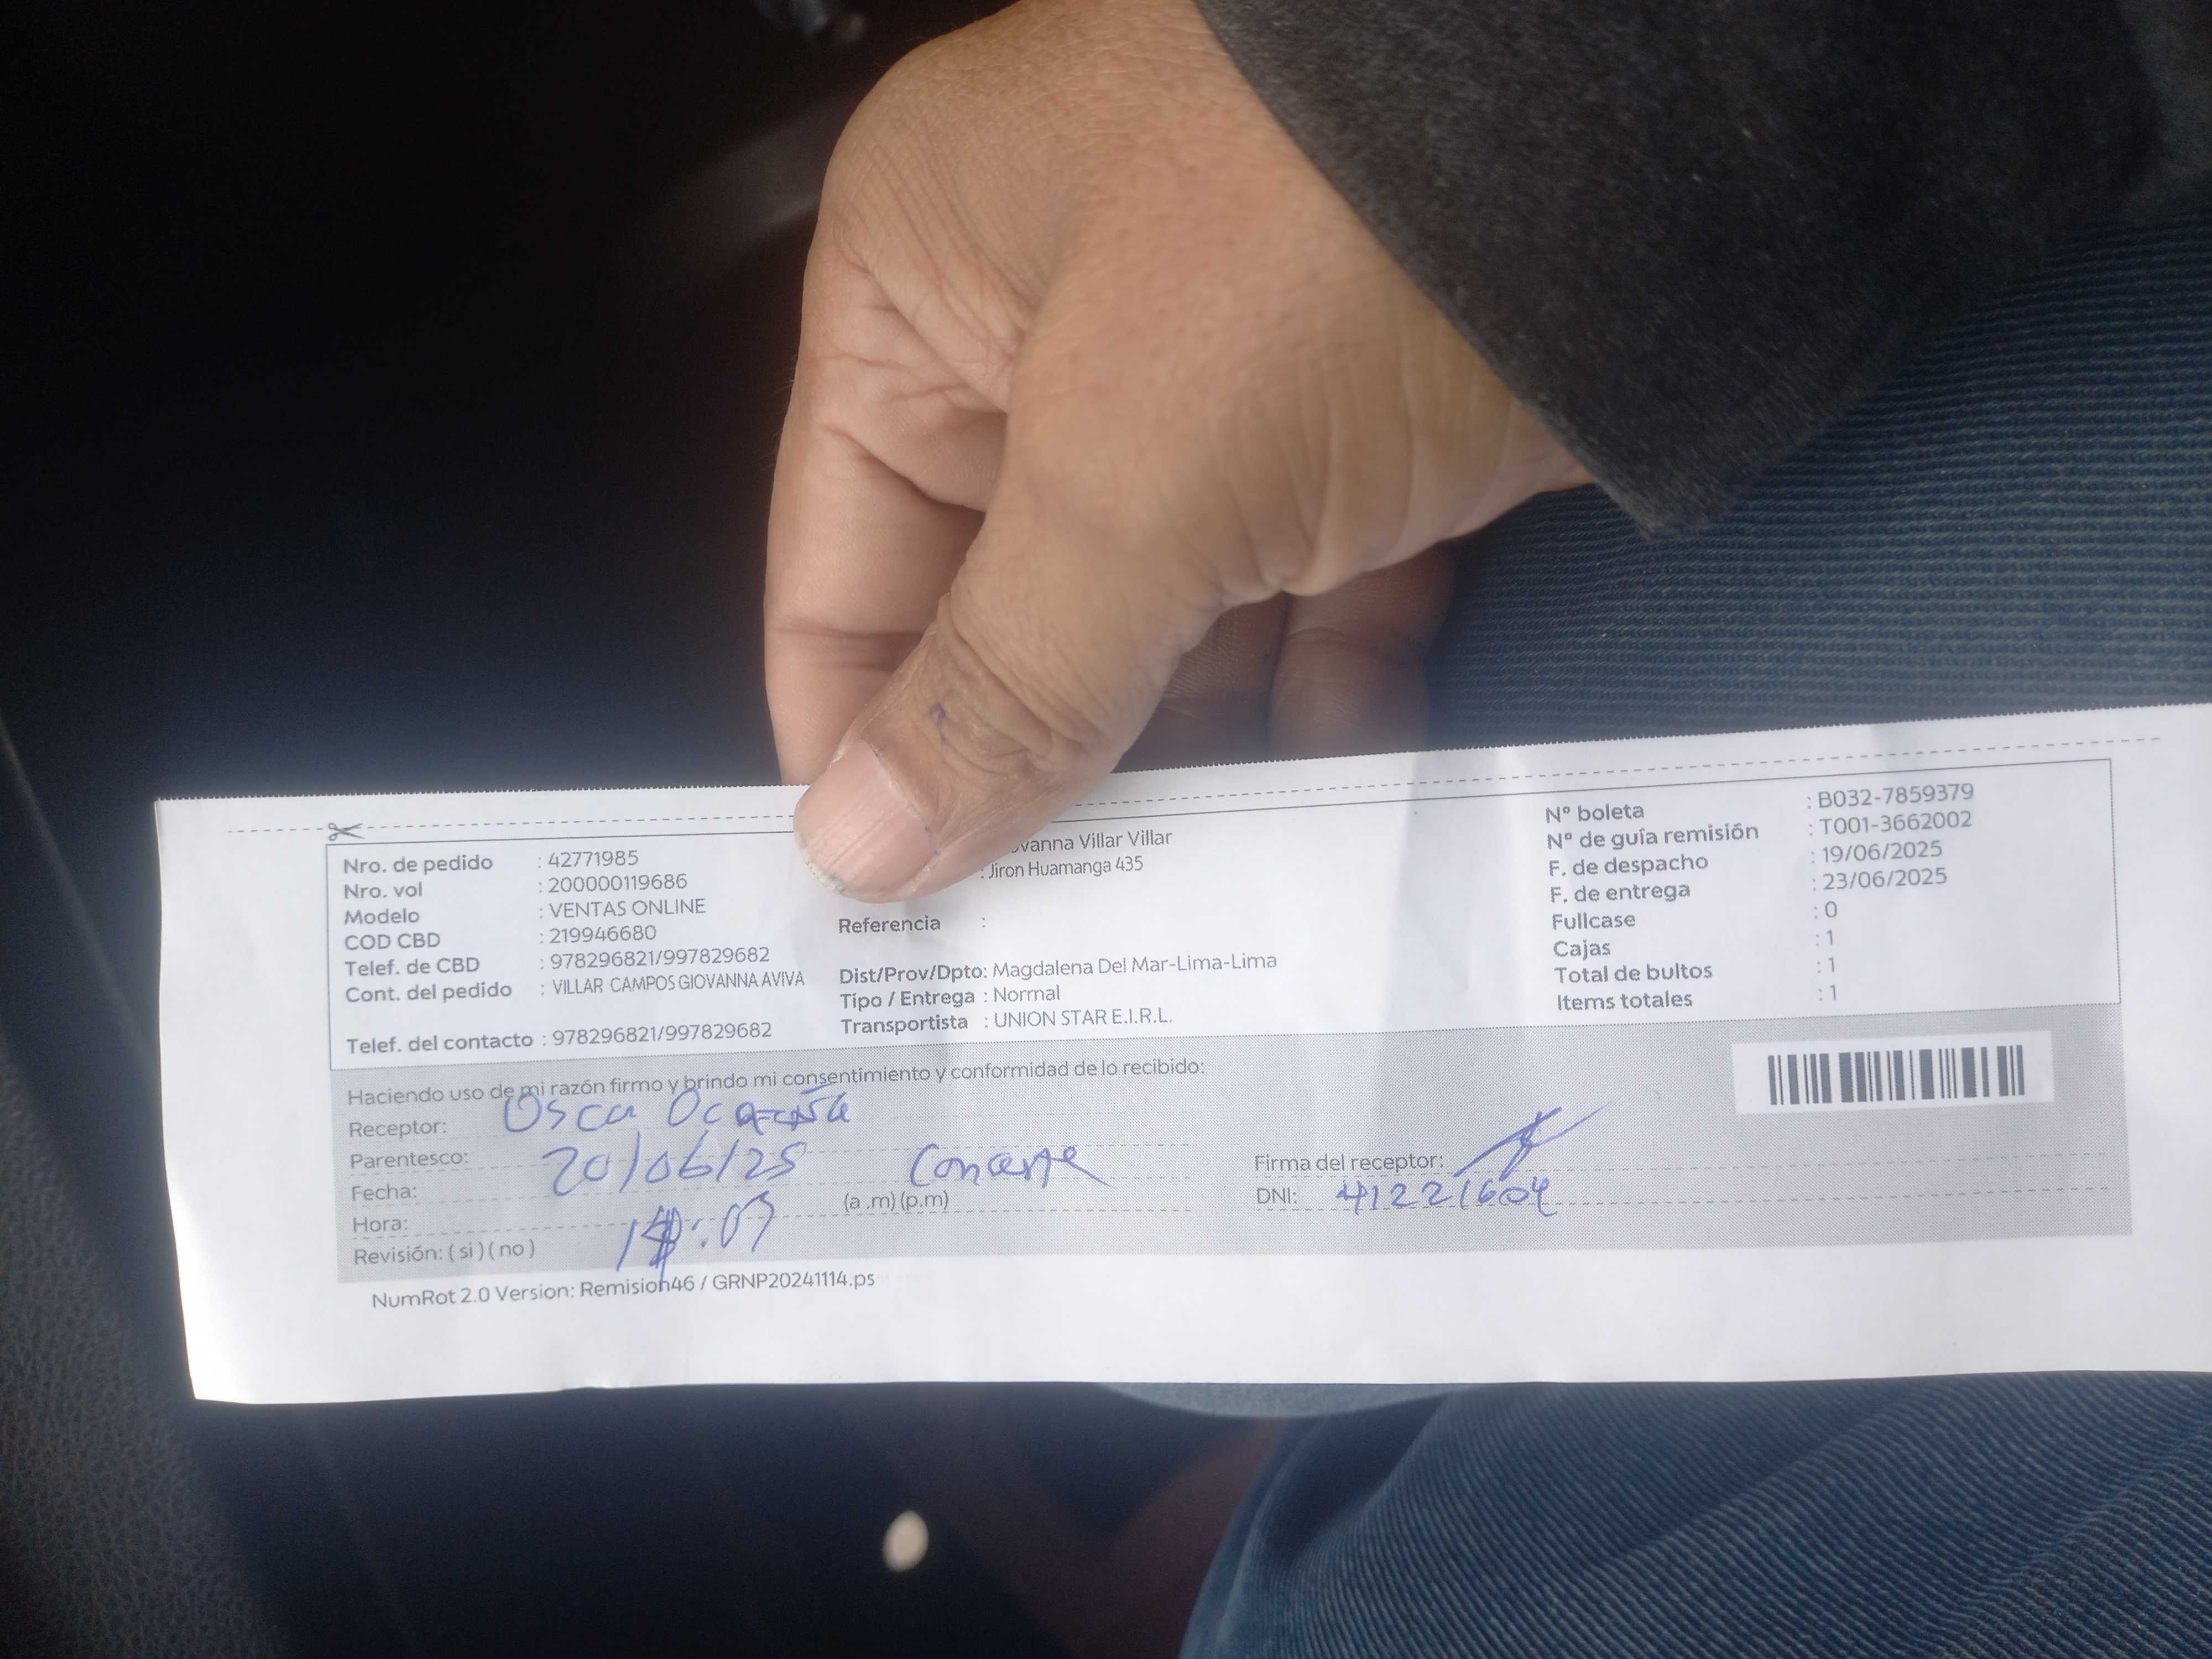 Nro. de pedido : 42771985
Nro. vol : 200000119686
Modelo : VENTAS ONLINE
COD CBD : 219946680
Telef. de CBD : 978296821/997829682
Cont. del pedido : VILLAR CAMPOS GIOVANNA AVIVA
Telef. del contacto : 978296821/997829682
Villar Villar
: Jiron Huamanga 435
Referencia :
Dist/Prov/Dpto: Magdalena Del Mar-Lima-Lima
Tipo / Entrega : Normal
Transportista : UNION STAR E.I.R.L.
Nº boleta : B032-7859379
Nº de guía remisión : T001-3662002
F. de despacho : 19/06/2025
F. de entrega : 23/06/2025
Fullcase : 0
Cajas : 1
Total de bultos : 1
Items totales : 1
Haciendo uso de mi razón firmo y brindo mi consentimiento y conformidad de lo recibido:
Receptor:
Parentesco:
Fecha: 20/06/25
Hora: (a .m) (p.m)
Revisión: ( si ) ( no )
Firma del receptor:
DNI: 41221604
NumRot 2.0 Version: Remision46 / GRNP20241114.ps